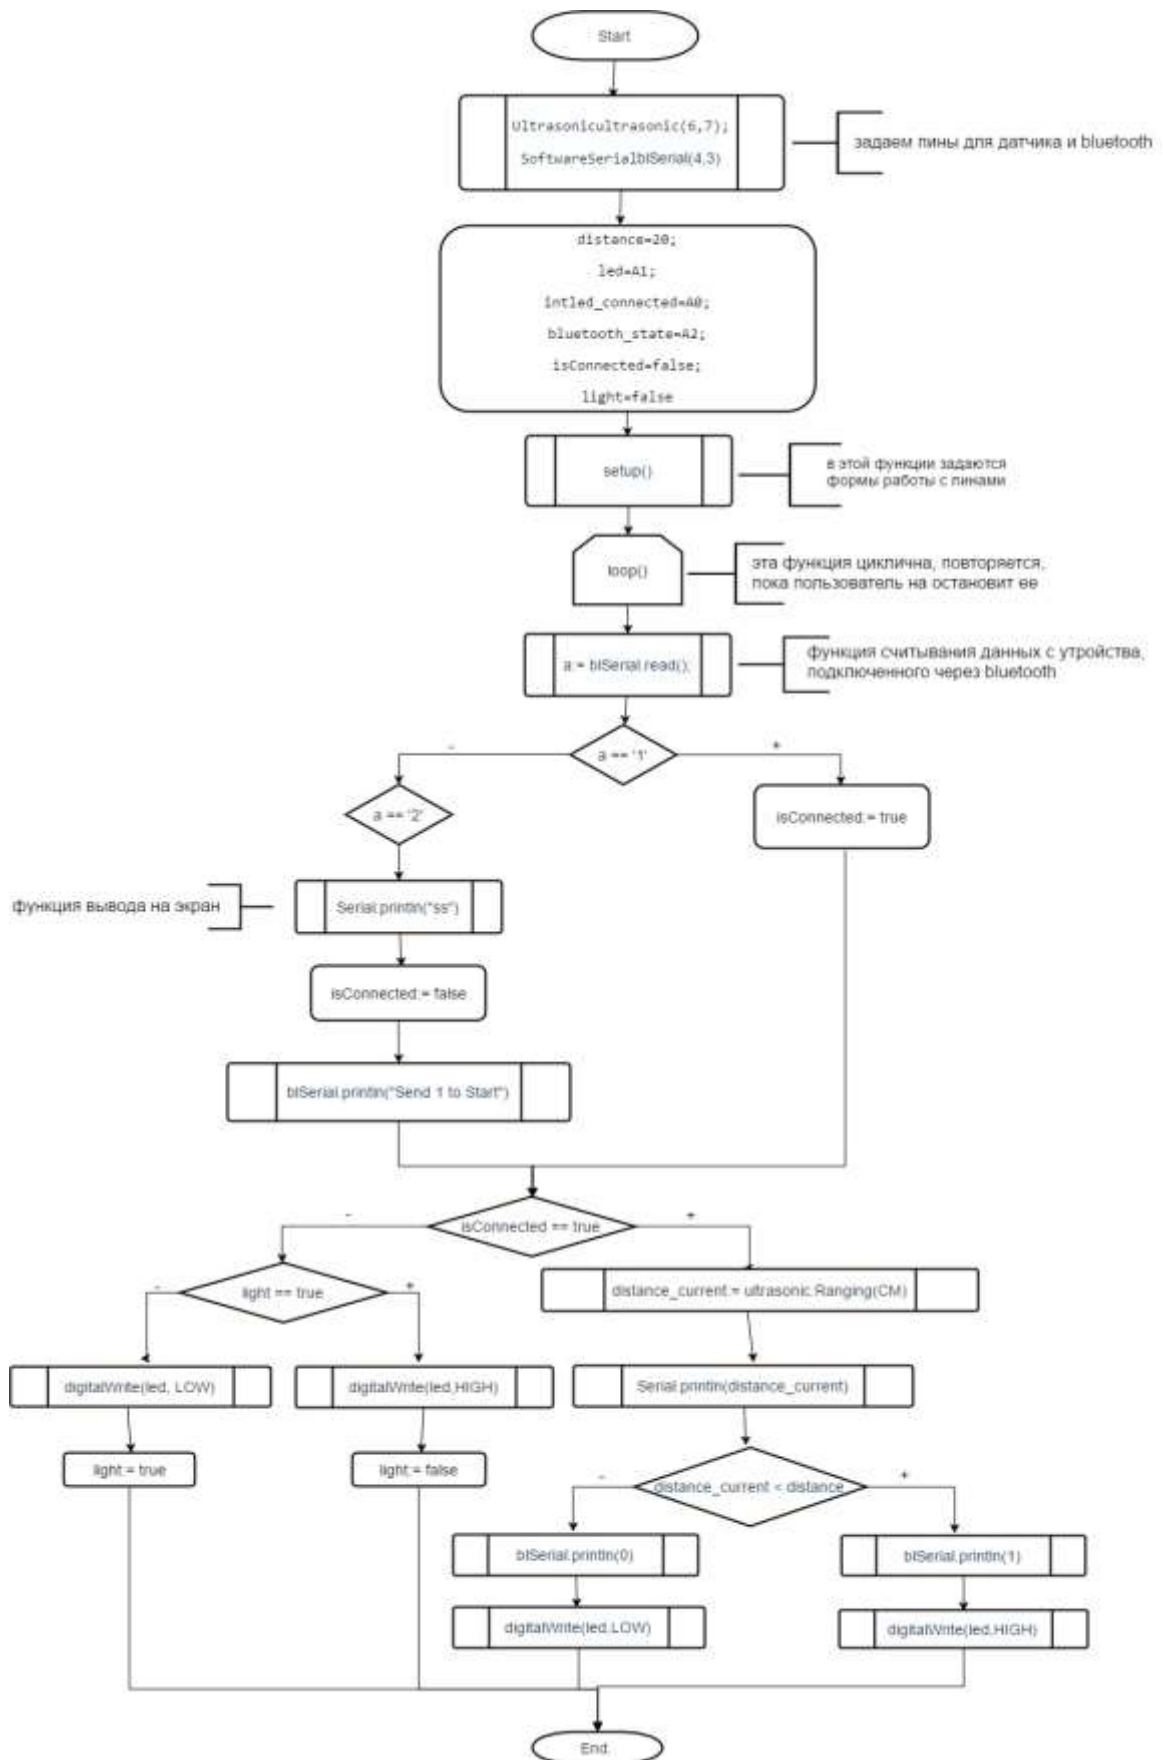 Start
Ultrasonicultrasonic(6,7);
SoftwareSerialblSerial(4,3)
задаем пины для датчика и bluetooth
distance=20;
led=A1;
intled_connected=A0;
bluetooth_state=A2;
isConnected=false;
light=false
setup()
в этой функции задаются
формы работы с пинами
loop()
эта функция циклична, повторяется,
пока пользователь на остановит ее
a = blSerial.read();
функция считывания данных с утройства,
подключенного через bluetooth
a == '1'
-
+
a == '2'
isConnected = true
функция вывода на экран
Serial.println("ss")
isConnected = false
blSerial.println("Send 1 to Start")
isConnected == true
-
+
light == true
-
+
distance_current = ultrasonic.Ranging(CM)
digitalWrite(led, LOW)
digitalWrite(led,HIGH)
Serial.println(distance_current)
light = true
light = false
distance_current < distance
-
+
blSerial.println(0)
blSerial.println(1)
digitalWrite(led,LOW)
digitalWrite(led,HIGH)
End